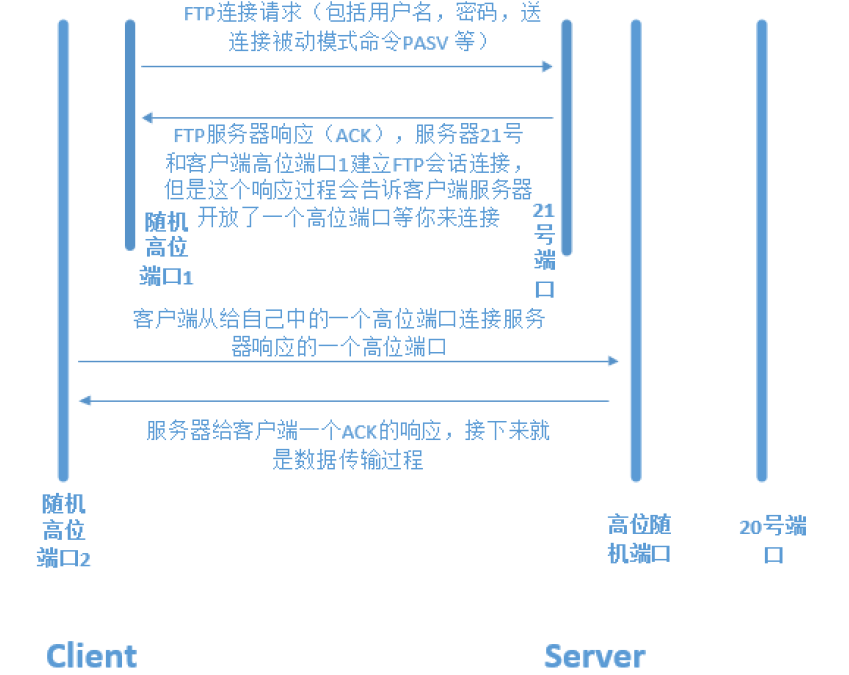 FTP连接请求（包括用户名，密码，送
连接被动模式命令PASV 等）
FTP服务器响应（ACK），服务器21号
和客户端高位端口1建立FTP会话连接，
但是这个响应过程会告诉客户端服务器
开放了一个高位端口等你来连接
随机
高位
端口1
21
号
端
口
客户端从给自己中的一个高位端口连接服务
器响应的一个高位端口
服务器给客户端一个ACK的响应，接下来就
是数据传输过程
随机
高位
端口2
高位随
机端口
20号端
口
Client
Server